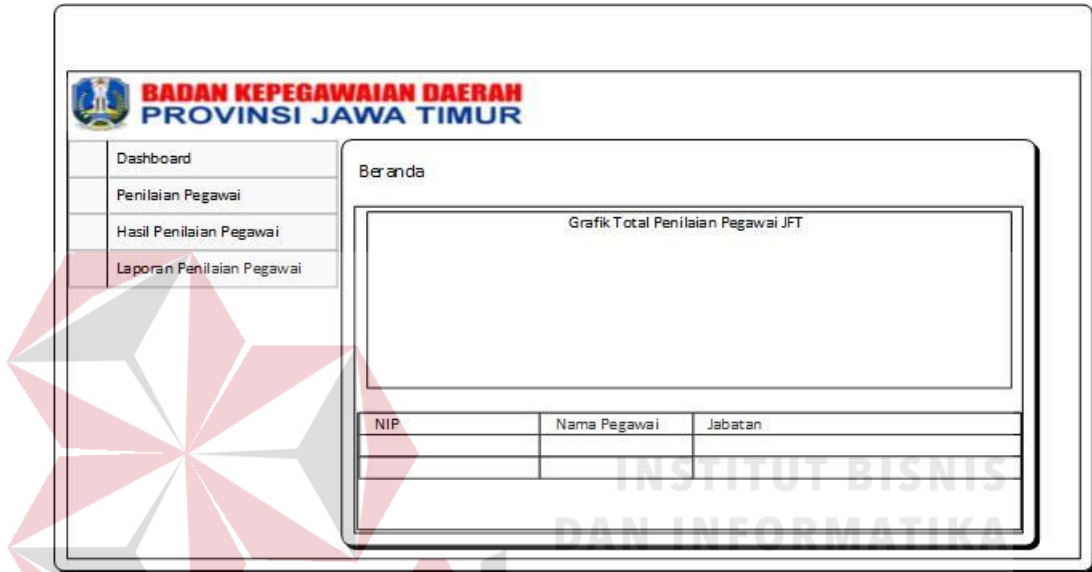 BADAN KEPEGAWAIAN DAERAH
PROVINSI JAWA TIMUR
Dashboard
Penilaian Pegawai
Hasil Penilaian Pegawai
Laporan Penilaian Pegawai
Beranda
Grafik Total Penilaian Pegawai JFT
NIP Nama Pegawai Jabatan
INSTITUT BISNIS
DAN INFORMATIKA